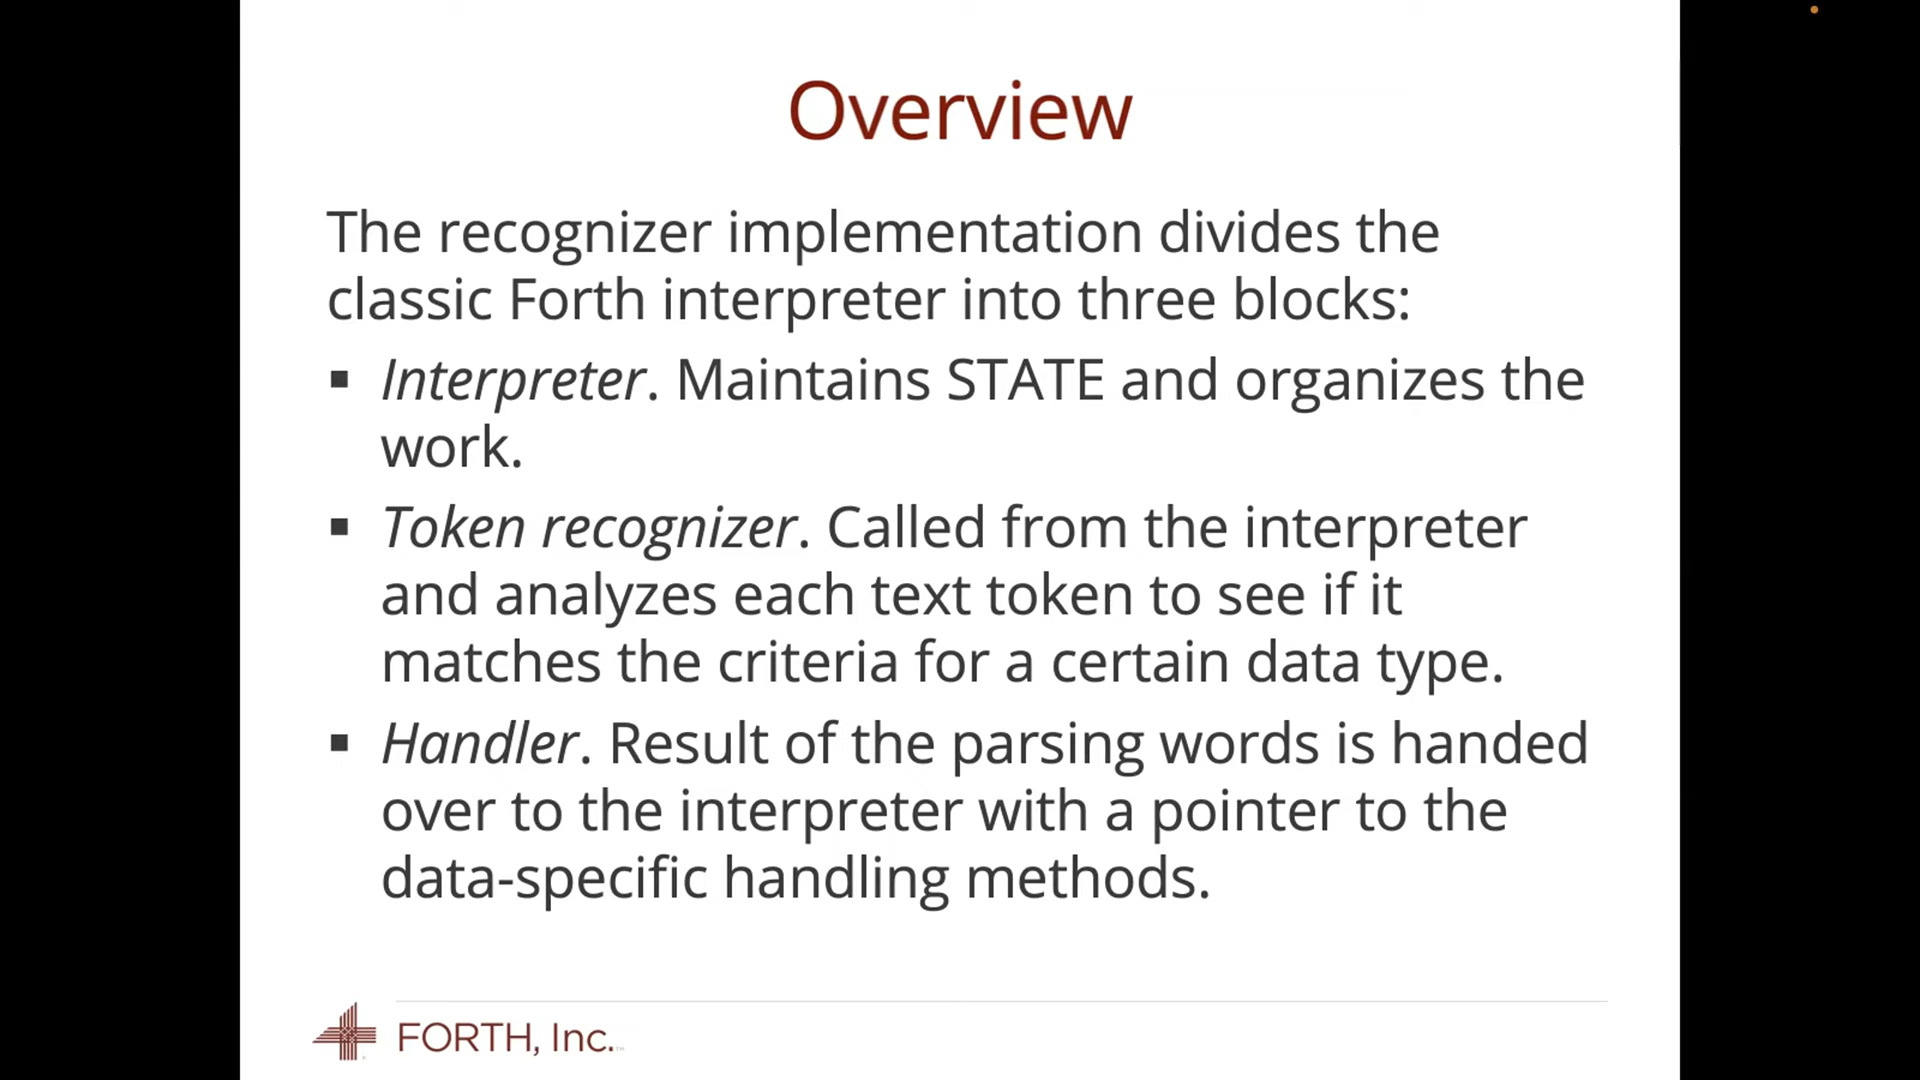 Overview
The recognizer implementation divides the
classic Forth interpreter into three blocks:
▪ Interpreter. Maintains STATE and organizes the
work.
▪ Token recognizer. Called from the interpreter
and analyzes each text token to see if it
matches the criteria for a certain data type.
▪ Handler. Result of the parsing words is handed
over to the interpreter with a pointer to the
data-specific handling methods.
FORTH, Inc.™